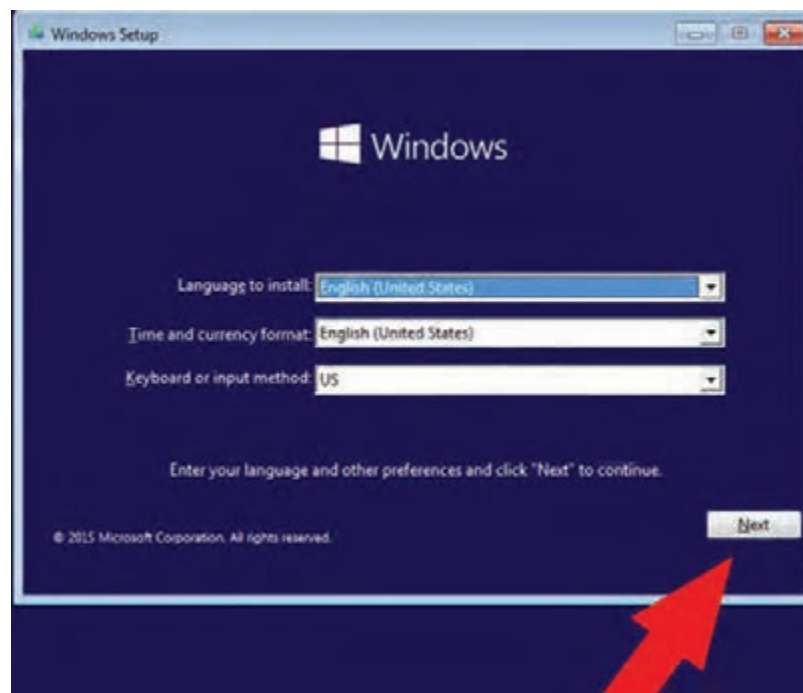 Windows Setup
Windows
Language to install: English (United States)
Time and currency format: English (United States)
Keyboard or input method: US
Enter your language and other preferences and click "Next" to continue.
Next
© 2015 Microsoft Corporation. All rights reserved.